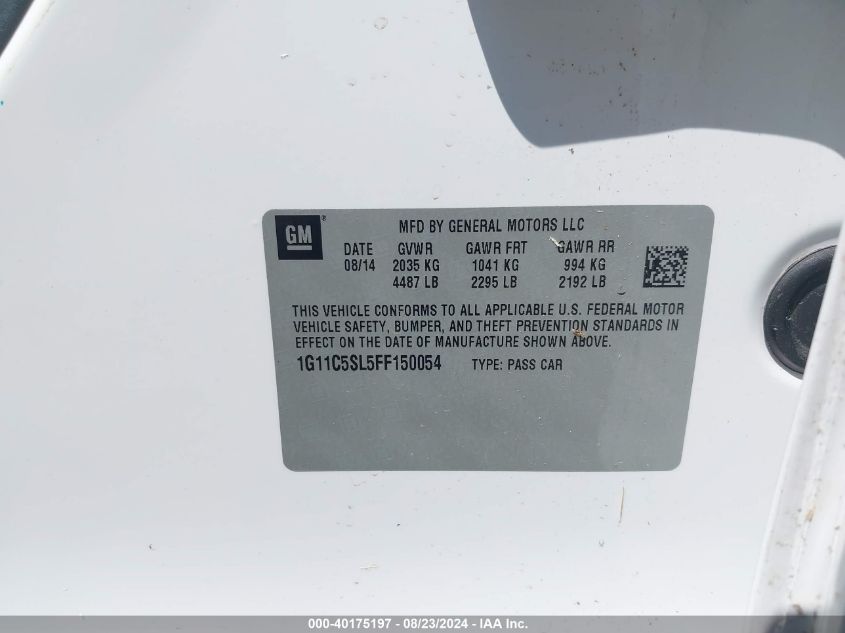 GM®
MFD BY GENERAL MOTORS LLC
DATE GVWR GAWR FRT GAWR RR
08/14 2035 KG 1041 KG 994 KG
4487 LB 2295 LB 2192 LB
THIS VEHICLE CONFORMS TO ALL APPLICABLE U.S. FEDERAL MOTOR
VEHICLE SAFETY, BUMPER, AND THEFT PREVENTION STANDARDS IN
EFFECT ON THE DATE OF MANUFACTURE SHOWN ABOVE.
1G11C5SL5FF150054 TYPE: PASS CAR
000-40175197 - 08/23/2024 - IAA Inc.